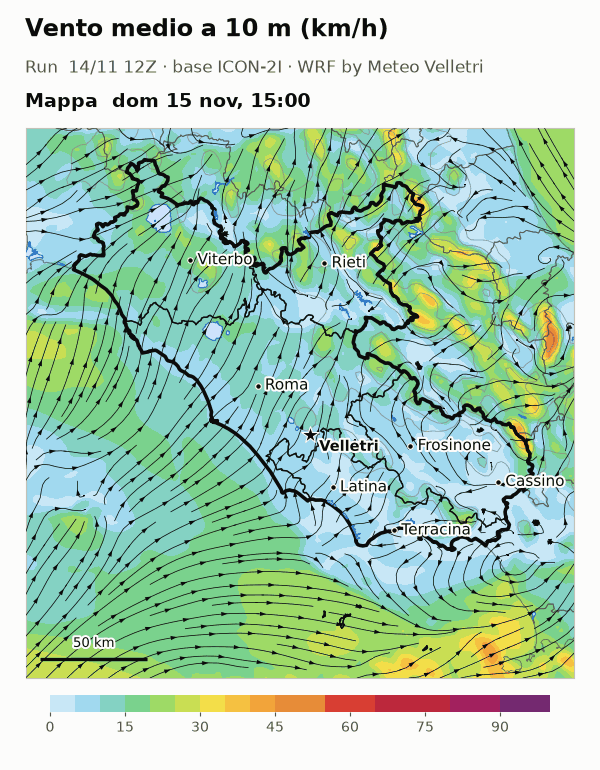 Vento medio a 10 m (km/h)
Run 14/11 12Z · base ICON-2I · WRF by Meteo Velletri
Mappa dom 15 nov, 15:00
Viterbo
Rieti
Roma
Velletri
Frosinone
Cassino
Latina
Terracina
50 km
0 15 30 45 60 75 90